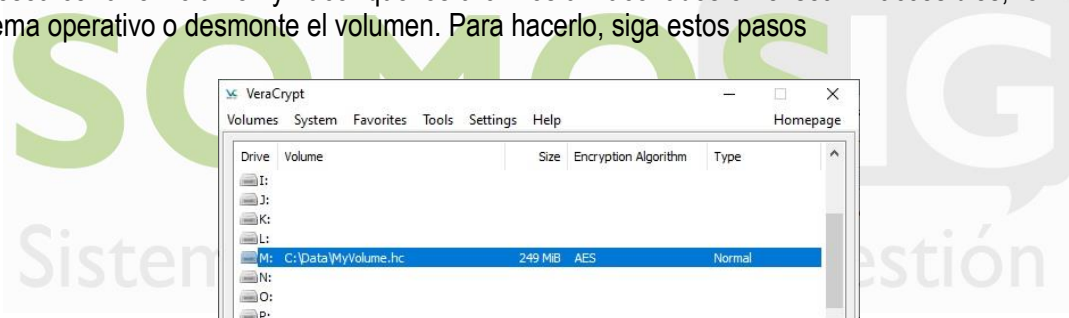 ema operativo o desmonte el volumen. Para hacerlo, siga estos pasos
SOMOSIG
VeraCrypt
Volumes System Favorites Tools Settings Help Homepage
Drive Volume Size Encryption Algorithm Type
I:
J:
K:
L:
M: C:\Data\MyVolume.hc 249 MiB AES Normal
N:
O:
P:
Sistem estión